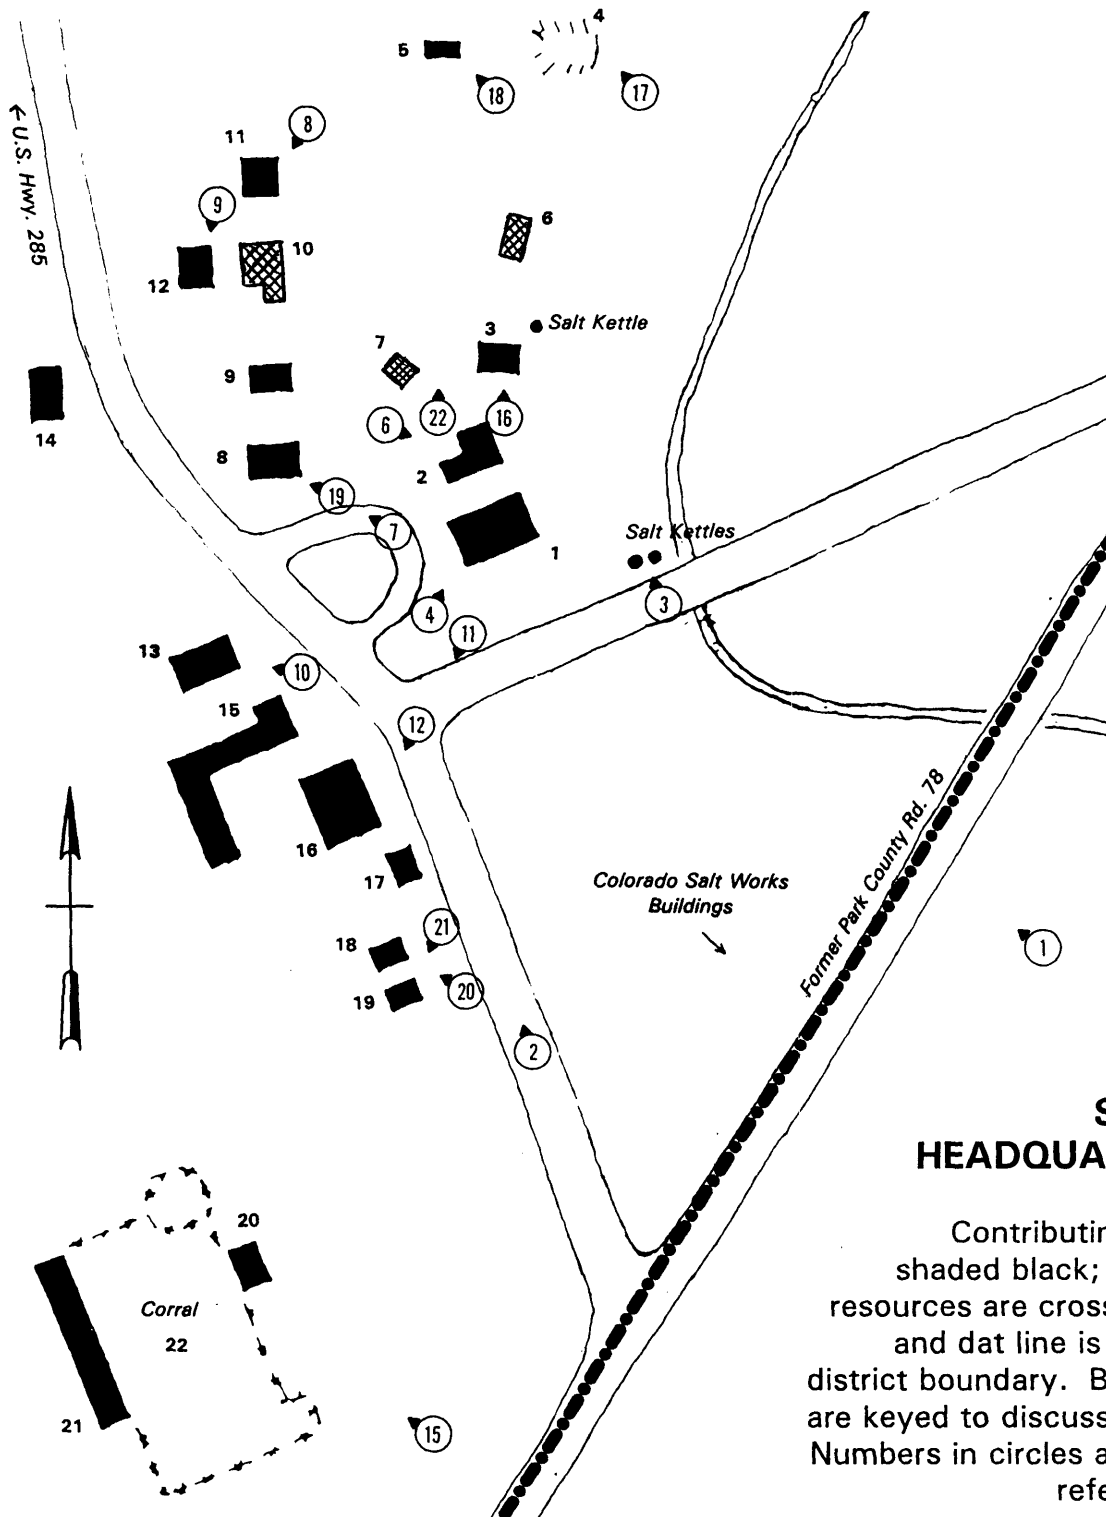 4
5
18
17
8
11
← U.S. Hwy. 285
9
6
10
12
3
Salt Kettle
7
9
14
22
16
6
8
2
19
7
Salt Kettles
1
4
3
11
13
10
15
12
Former Park County Rd. 78
16
17
Colorado Salt Works
Buildings
21
18
1
20
19
2
S
HEADQUA
20
Contributin
shaded black;
Corral
resources are cross
22
and dat line is
district boundary. B
are keyed to discuss
21
15
Numbers in circles a
refe